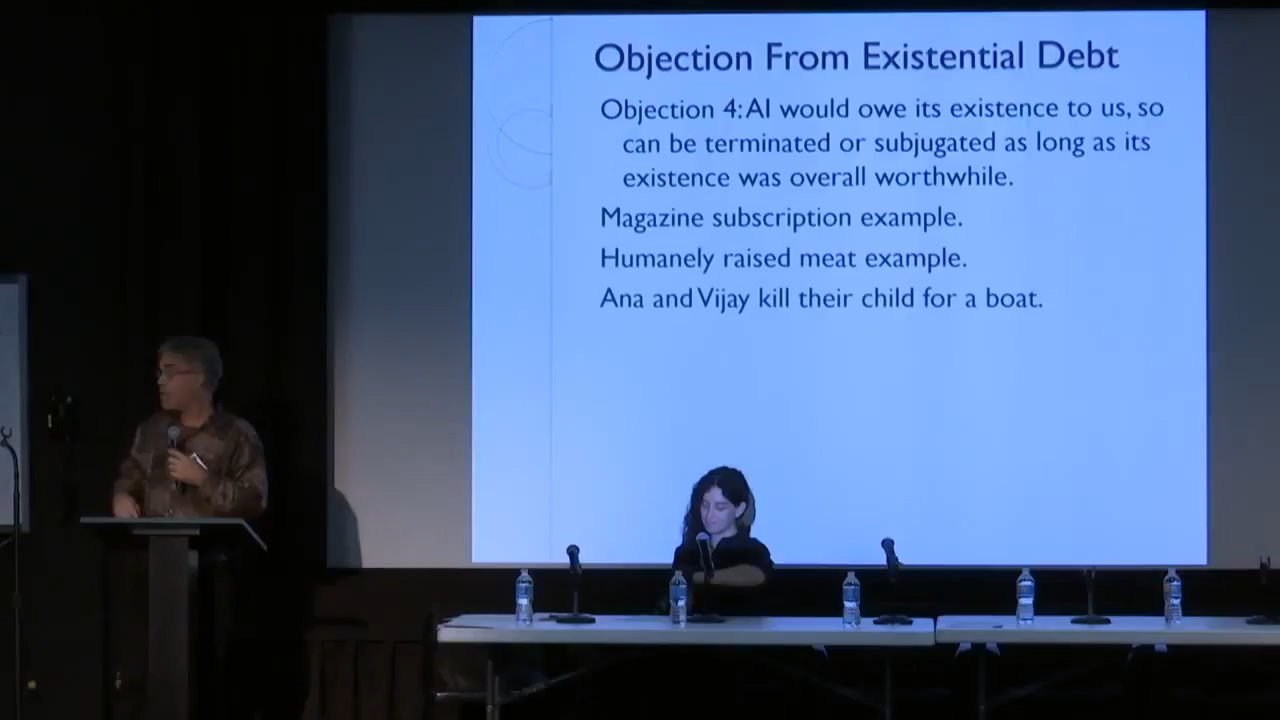 Objection From Existential Debt
Objection 4: AI would owe its existence to us, so
can be terminated or subjugated as long as its
existence was overall worthwhile.
Magazine subscription example.
Humanely raised meat example.
Ana and Vijay kill their child for a boat.